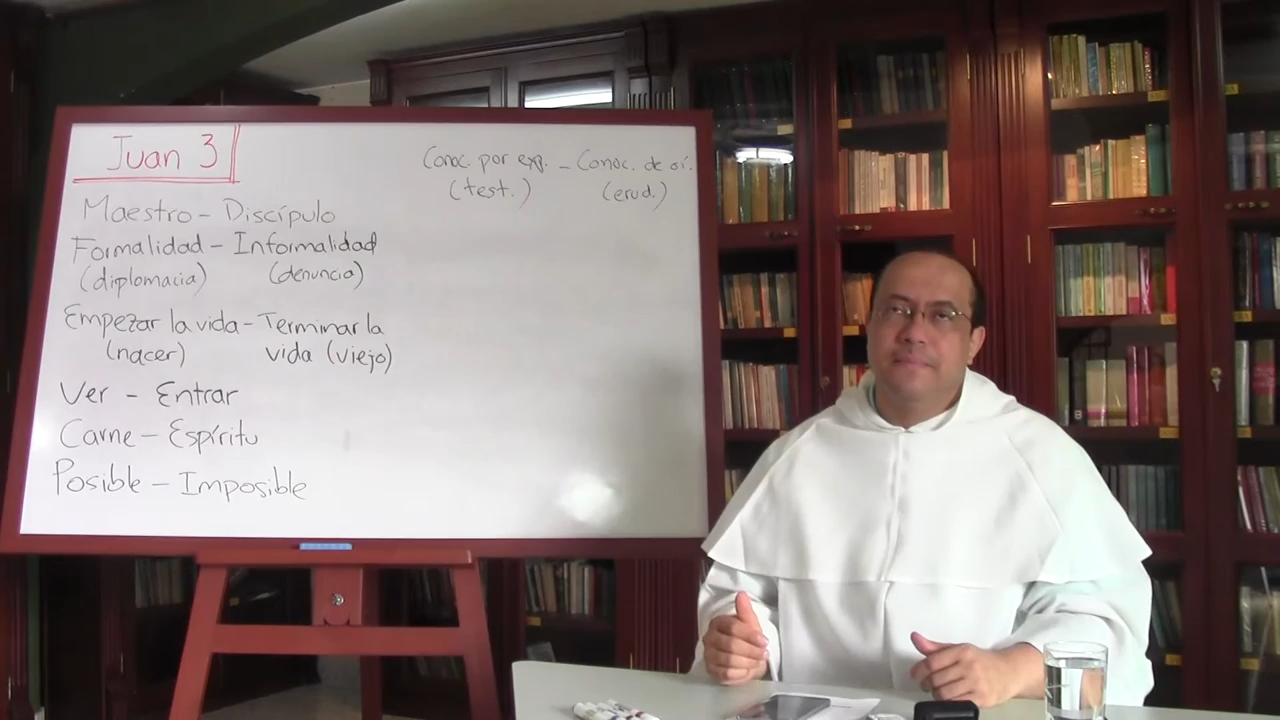 Juan 3
Maestro - Discípulo
Formalidad - Informalidad
(diplomacia) (denuncia)
Empezar la vida - Terminar la
(nacer) vida (viejo)
Ver - Entrar
Carne - Espíritu
Posible - Imposible
Conoc. por exp. - Conoc. de oí.
(test.) (erud.)